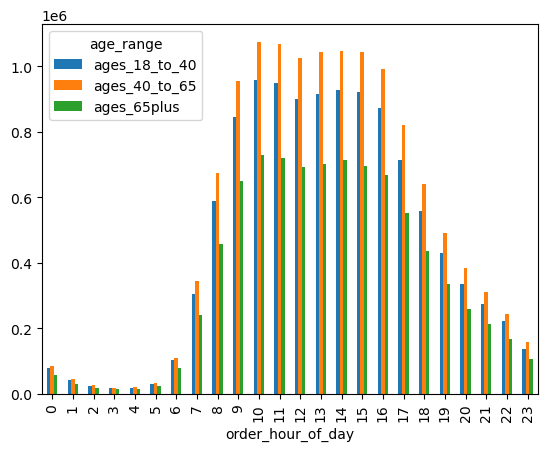 1e6
age_range
ages_18_to_40
ages_40_to_65
ages_65plus
1.0
0.8
0.6
0.4
0.2
0.0
0 1 2 3 4 5 6 7 8 9 10 11 12 13 14 15 16 17 18 19 20 21 22 23
order_hour_of_day